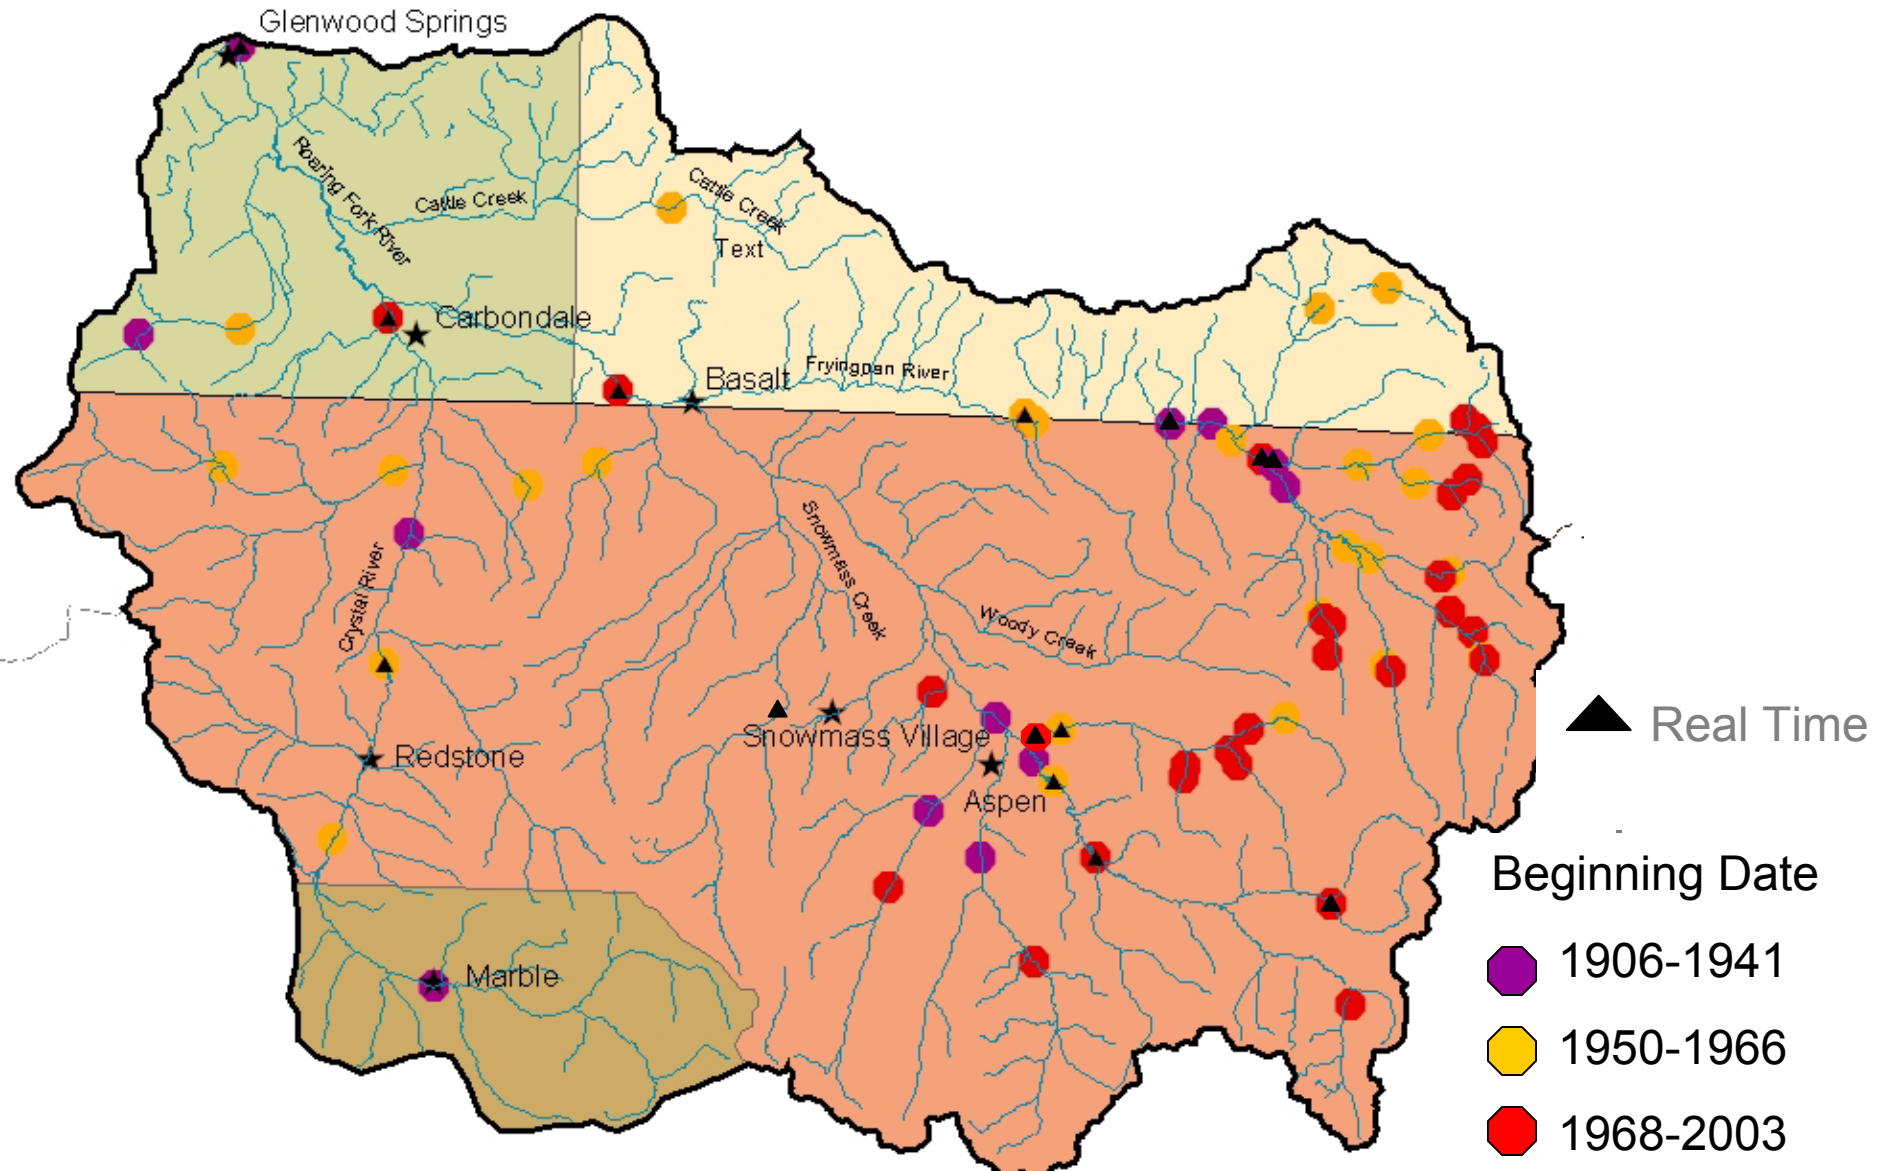 Glenwood Springs
Roaring Fork River
Cattle Creek
Cattle Creek
Text
Carbondale
Basalt
Fryingpan River
Snowmass Creek
Crystal River
Woody Creek
Snowmass Village
Redstone
Aspen
Marble
Real Time
Beginning Date
1906-1941
1950-1966
1968-2003